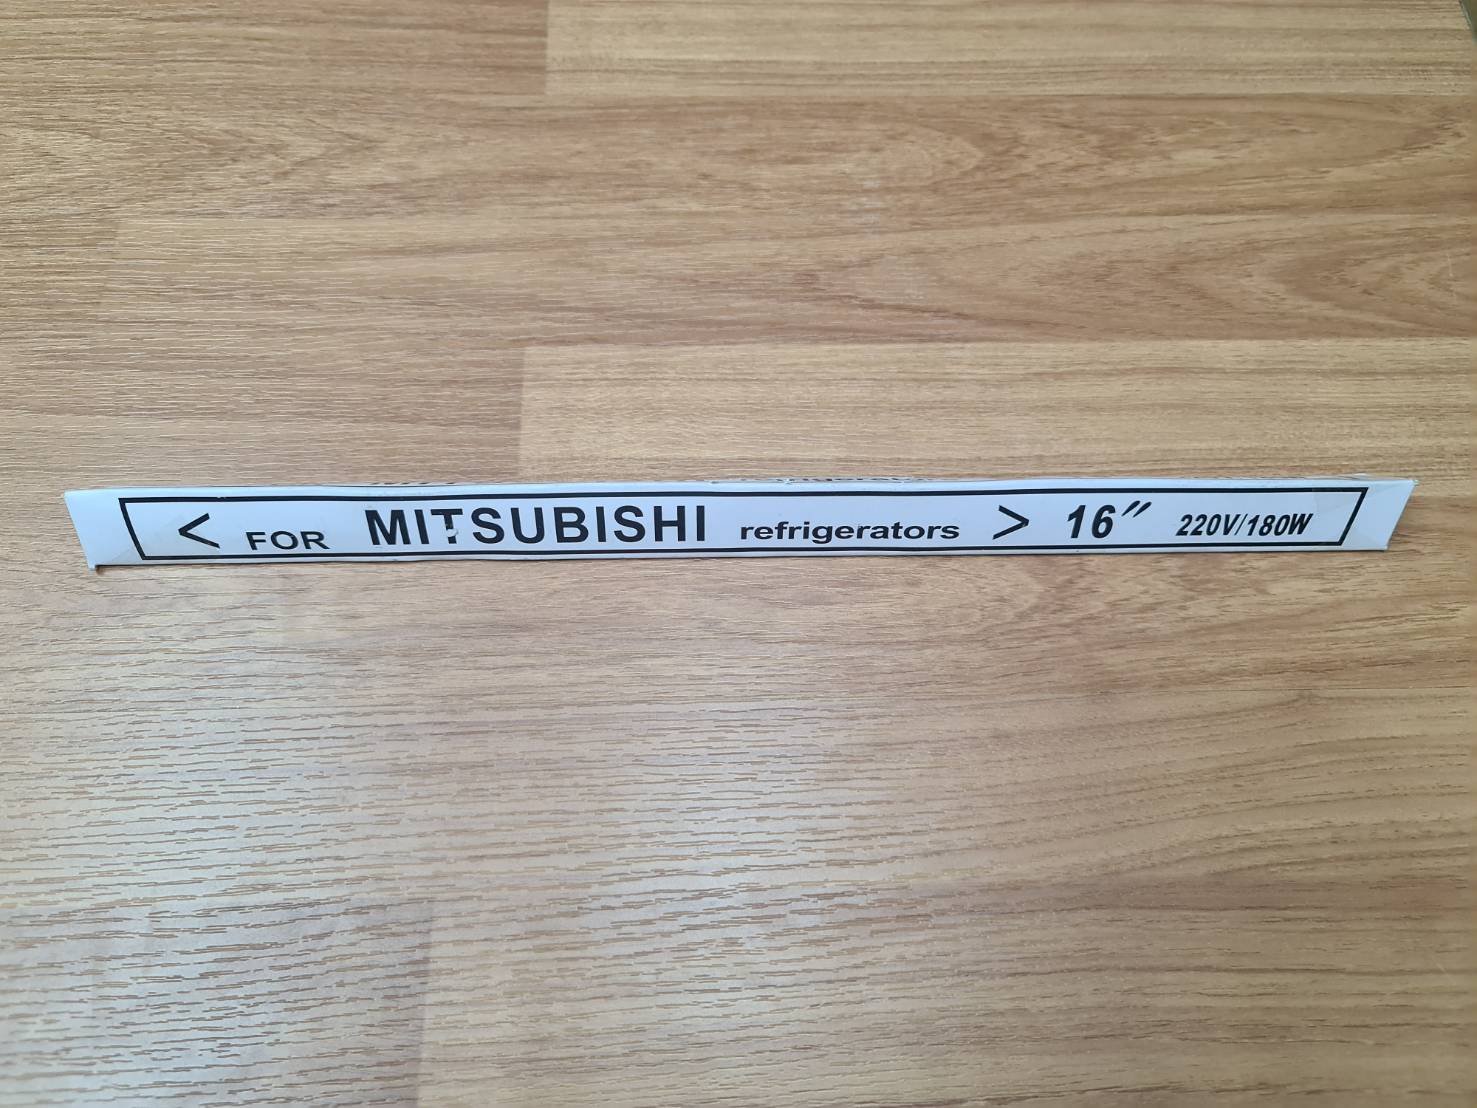 < FOR MITSUBISHI refrigerators > 16″ 220V/180W